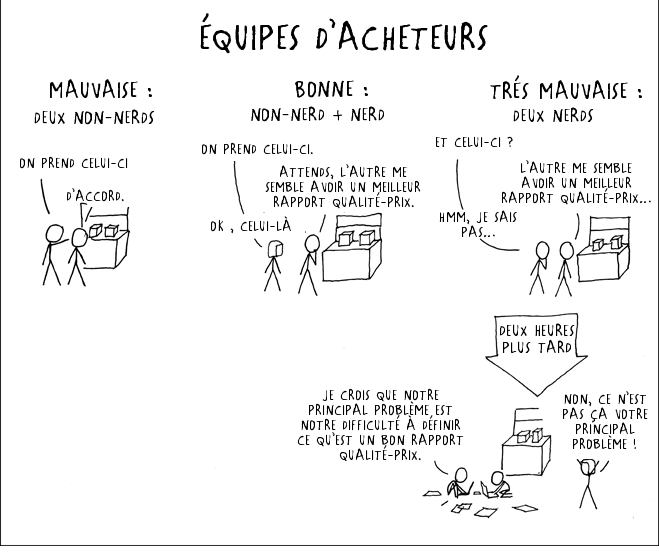 ÉQUIPES D'ACHETEURS
MAUVAISE :
DEUX NON-NERDS
ON PREND CELUI-CI
D'ACCORD.
BONNE :
NON-NERD + NERD
ON PREND CELUI-CI.
ATTENDS, L'AUTRE ME
SEMBLE AVOIR UN MEILLEUR
RAPPORT QUALITÉ-PRIX.
OK , CELUI-LÀ
TRÉS MAUVAISE :
DEUX NERDS
ET CELUI-CI ?
L'AUTRE ME SEMBLE
AVOIR UN MEILLEUR
RAPPORT QUALITÉ-PRIX...
HMM, JE SAIS
PAS...
DEUX HEURES
PLUS TARD
JE CROIS QUE NOTRE
PRINCIPAL PROBLÈME EST
NOTRE DIFFICULTÉ À DÉFINIR
CE QU'EST UN BON RAPPORT
QUALITÉ-PRIX.
NON, CE N'EST
PAS ÇA VOTRE
PRINCIPAL
PROBLÈME !